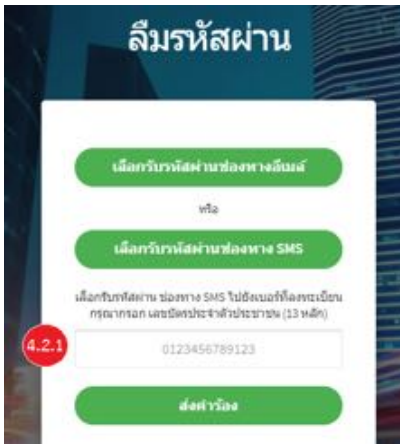 ลืมรหัสผ่าน
เลือกรับรหัสผ่านช่องทางอีเมล์
หรือ
เลือกรับรหัสผ่านช่องทาง SMS
เลือกรับรหัสผ่าน ช่องทาง SMS ไปยังเบอร์ที่ลงทะเบียน
กรุณากรอก เลขบัตรประจำตัวประชาชน (13 หลัก)
4.2.1
0123456789123
ส่งคำร้อง